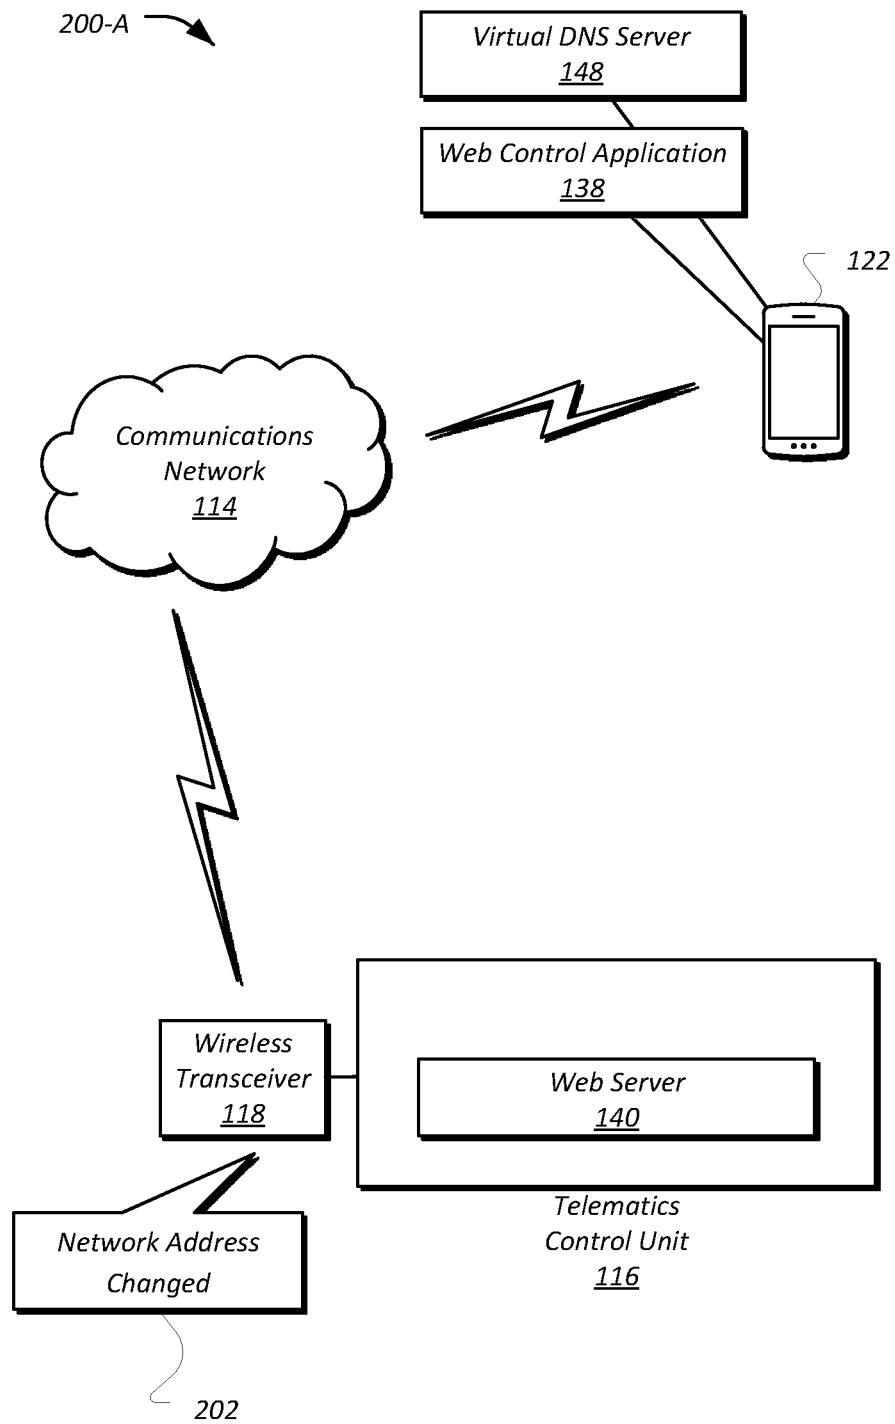 200-A
Virtual DNS Server
148
Web Control Application
138
122
Communications
Network
114
Wireless
Transceiver
118
Web Server
140
Telematics
Control Unit
116
Network Address
Changed
202